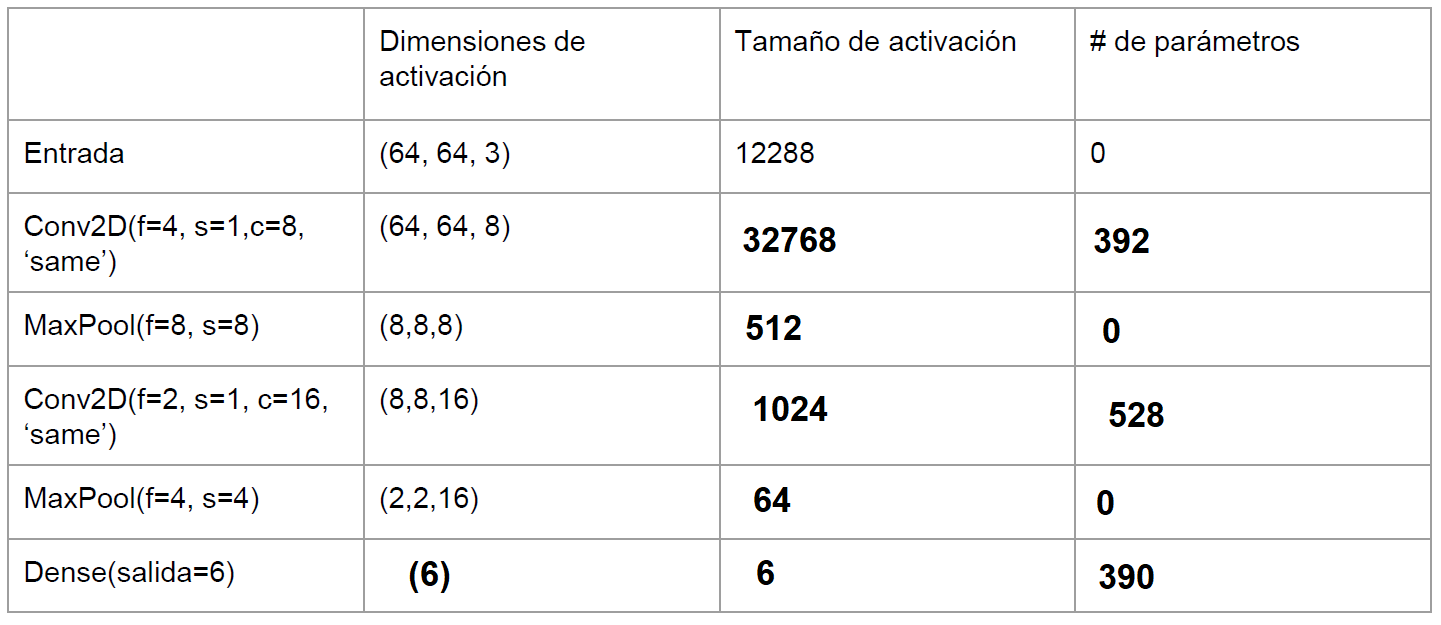 Dimensiones de
activación
Tamaño de activación
# de parámetros
Entrada
(64, 64, 3)
12288
0
Conv2D(f=4, s=1,c=8,
‘same’)
(64, 64, 8)
32768
392
MaxPool(f=8, s=8)
(8,8,8)
512
0
Conv2D(f=2, s=1, c=16,
‘same’)
(8,8,16)
1024
528
MaxPool(f=4, s=4)
(2,2,16)
64
0
Dense(salida=6)
(6)
6
390